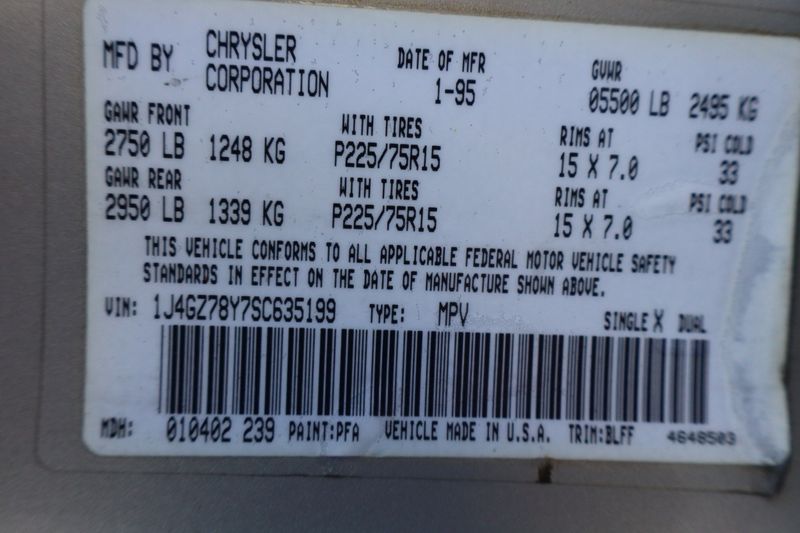 MFD BY CHRYSLER CORPORATION DATE OF MFR 1-95 GVWR 05500 LB 2495 KG
GAWR FRONT WITH TIRES RIMS AT PSI COLD
2750 LB 1248 KG P225/75R15 15 X 7.0 33
GAWR REAR WITH TIRES RIMS AT PSI COLD
2950 LB 1339 KG P225/75R15 15 X 7.0 33
THIS VEHICLE CONFORMS TO ALL APPLICABLE FEDERAL MOTOR VEHICLE SAFETY
STANDARDS IN EFFECT ON THE DATE OF MANUFACTURE SHOWN ABOVE.
VIN: 1J4GZ78Y7SC635199 TYPE: MPV SINGLE X DUAL
MDH: 010402 239 PAINT:PFA VEHICLE MADE IN U.S.A. TRIM:BLFF 4648503